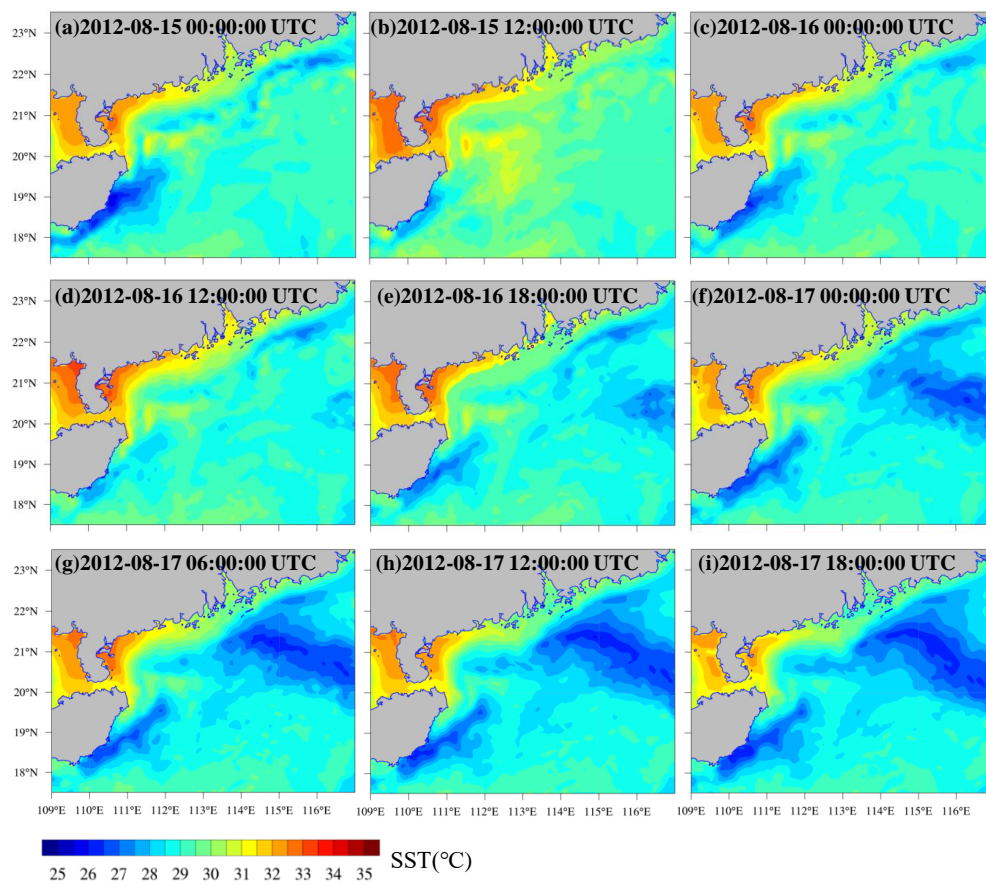 (a)2012-08-15 00:00:00 UTC
(b)2012-08-15 12:00:00 UTC
(c)2012-08-16 00:00:00 UTC
23°N
22°N
21°N
20°N
19°N
18°N
(d)2012-08-16 12:00:00 UTC
(e)2012-08-16 18:00:00 UTC
(f)2012-08-17 00:00:00 UTC
23°N
22°N
21°N
20°N
19°N
18°N
(g)2012-08-17 06:00:00 UTC
(h)2012-08-17 12:00:00 UTC
(i)2012-08-17 18:00:00 UTC
23°N
22°N
21°N
20°N
19°N
18°N
109°E 110°E 111°E 112°E 113°E 114°E 115°E 116°E
109°E 110°E 111°E 112°E 113°E 114°E 115°E 116°E
109°E 110°E 111°E 112°E 113°E 114°E 115°E 116°E
25 26 27 28 29 30 31 32 33 34 35
SST(℃)